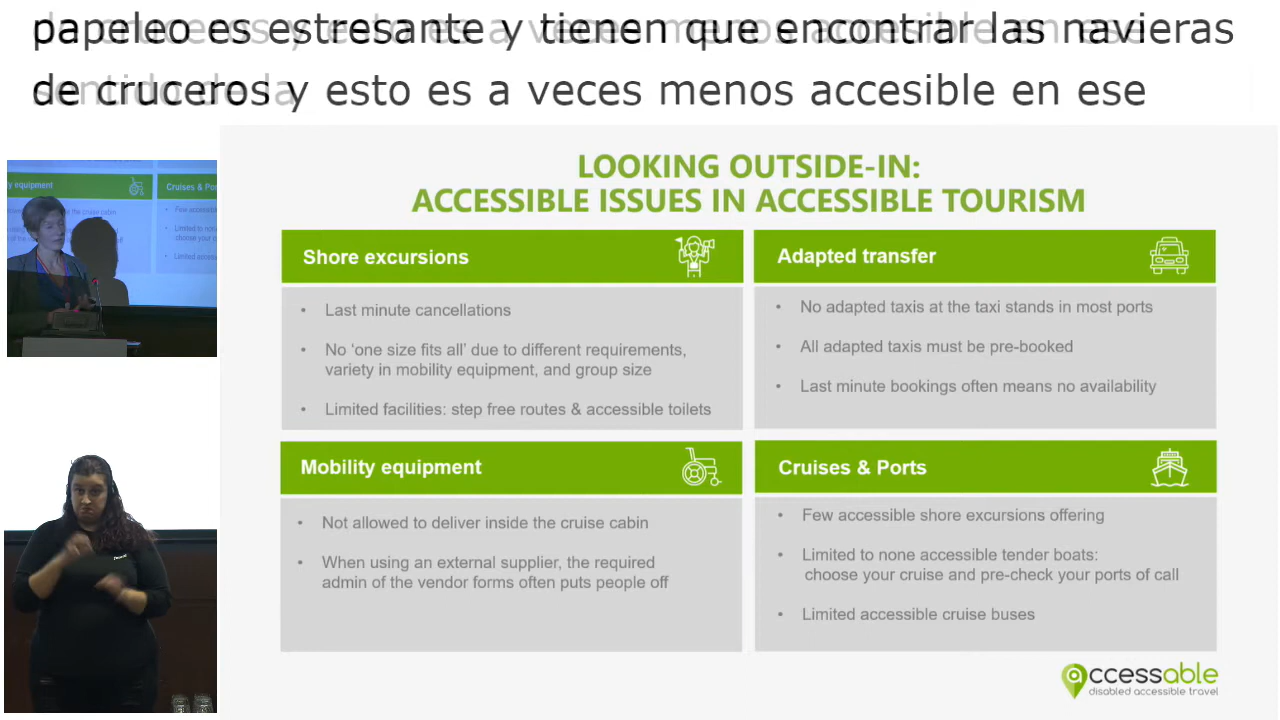 papeleo es estresante y tienen que encontrar las navieras
de cruceros y esto es a veces menos accesible en ese
LOOKING OUTSIDE-IN:
ACCESSIBLE ISSUES IN ACCESSIBLE TOURISM
Shore excursions
• Last minute cancellations
• No ‘one size fits all’ due to different requirements,
variety in mobility equipment, and group size
• Limited facilities: step free routes & accessible toilets
Adapted transfer
• No adapted taxis at the taxi stands in most ports
• All adapted taxis must be pre-booked
• Last minute bookings often means no availability
Mobility equipment
• Not allowed to deliver inside the cruise cabin
• When using an external supplier, the required
admin of the vendor forms often puts people off
Cruises & Ports
• Few accessible shore excursions offering
• Limited to none accessible tender boats:
choose your cruise and pre-check your ports of call
• Limited accessible cruise buses
accessable
disabled accessible travel